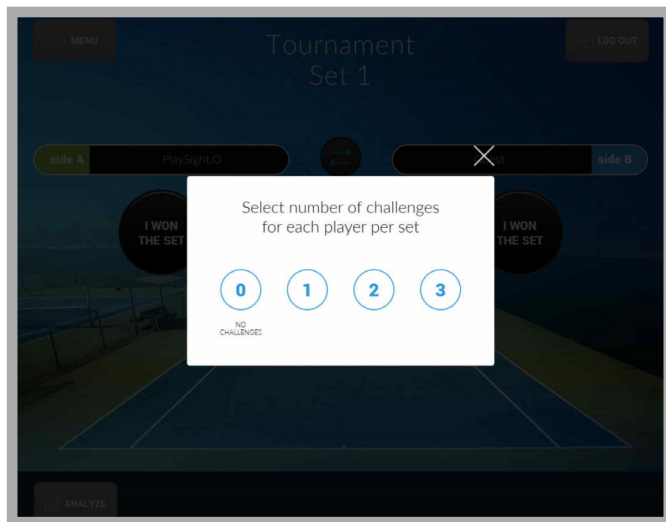 MENU
Tournament
Set 1
LOG OUT
side A
PlaySight.O
side B
I WON
THE SET
I WON
THE SET
Select number of challenges
for each player per set
0
1
2
3
NO
CHALLENGES
ANALYZE